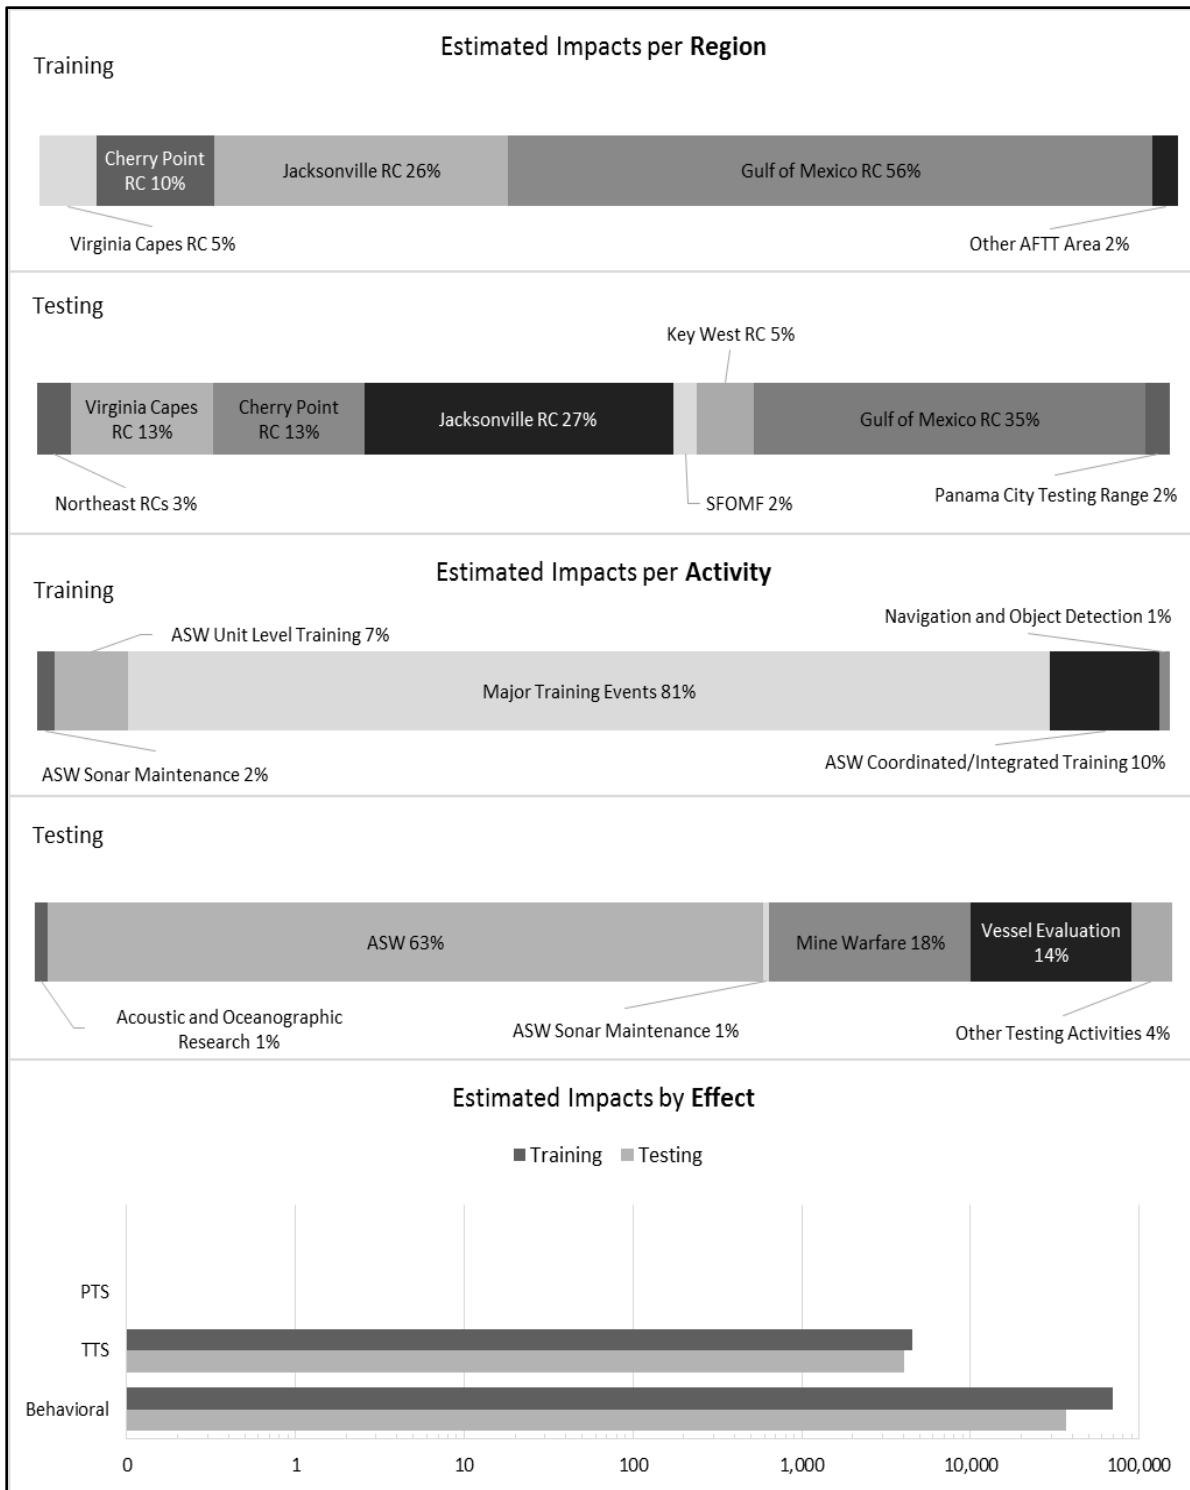 Estimated Impacts per Region
Training
Cherry Point
RC 10%
Jacksonville RC 26%
Gulf of Mexico RC 56%
Virginia Capes RC 5%
Other AFTT Area 2%
Testing
Key West RC 5%
Virginia Capes
RC 13%
Cherry Point
RC 13%
Jacksonville RC 27%
Gulf of Mexico RC 35%
Northeast RCs 3%
SFOMF 2%
Panama City Testing Range 2%
Estimated Impacts per Activity
Training
ASW Unit Level Training 7%
Navigation and Object Detection 1%
Major Training Events 81%
ASW Sonar Maintenance 2%
ASW Coordinated/Integrated Training 10%
Testing
ASW 63%
Mine Warfare 18%
Vessel Evaluation
14%
Acoustic and Oceanographic
Research 1%
ASW Sonar Maintenance 1%
Other Testing Activities 4%
Estimated Impacts by Effect
Training Testing
PTS
TTS
Behavioral
0 1 10 100 1,000 10,000 100,000